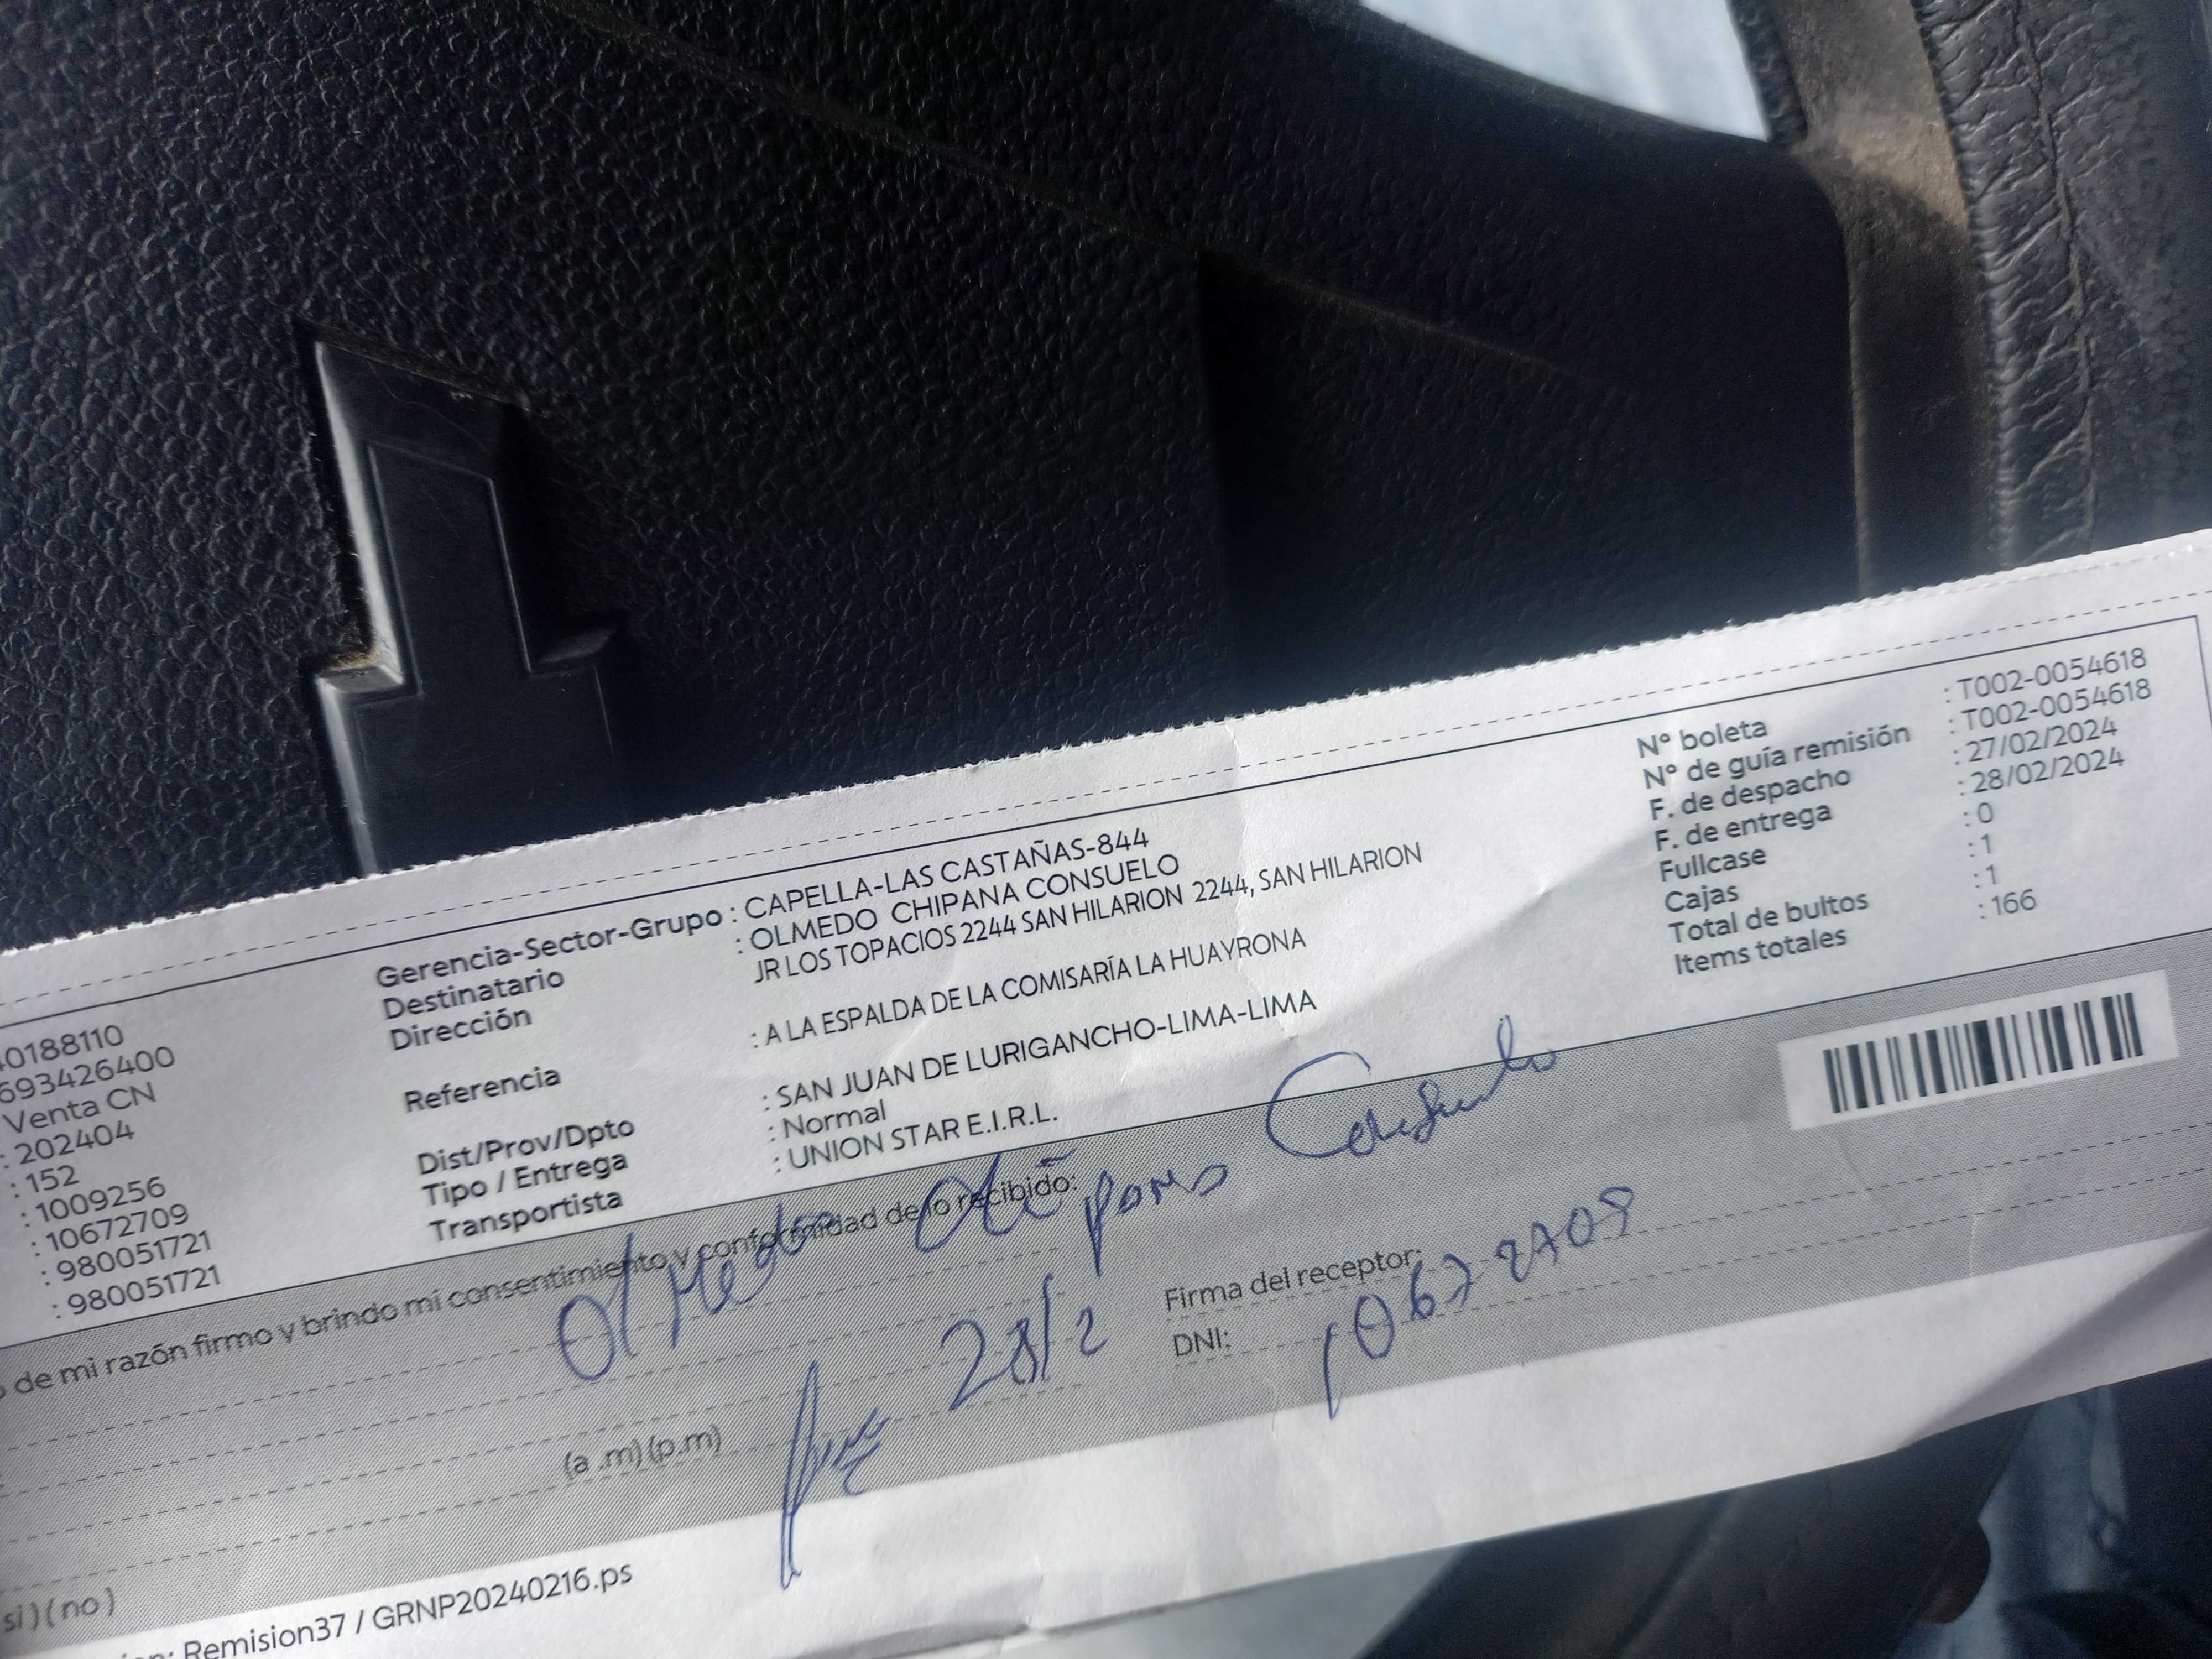 40188110
693426400
Venta CN
: 202404
: 152
: 1009256
: 10672709
: 980051721
: 980051721
Gerencia-Sector-Grupo : CAPELLA-LAS CASTAÑAS-844
Destinatario : OLMEDO CHIPANA CONSUELO
Dirección JR LOS TOPACIOS 2244 SAN HILARION 2244, SAN HILARION
Referencia : A LA ESPALDA DE LA COMISARÍA LA HUAYRONA
Dist/Prov/Dpto : SAN JUAN DE LURIGANCHO-LIMA-LIMA
Tipo / Entrega : Normal
Transportista : UNION STAR E.I.R.L.
N° boleta : T002-0054618
N° de guía remisión : T002-0054618
F. de despacho : 27/02/2024
F. de entrega : 28/02/2024
Fullcase : 0
Cajas : 1
Total de bultos : 1
Items totales : 166
de mi razón firmo y brindo mi consentimiento y conformidad de lo recibido:
Olmedo Consuelo
28/2
Firma del receptor:
DNI: 10672709
(a .m) (p.m)
si ) ( no )
Remision37 / GRNP20240216.ps